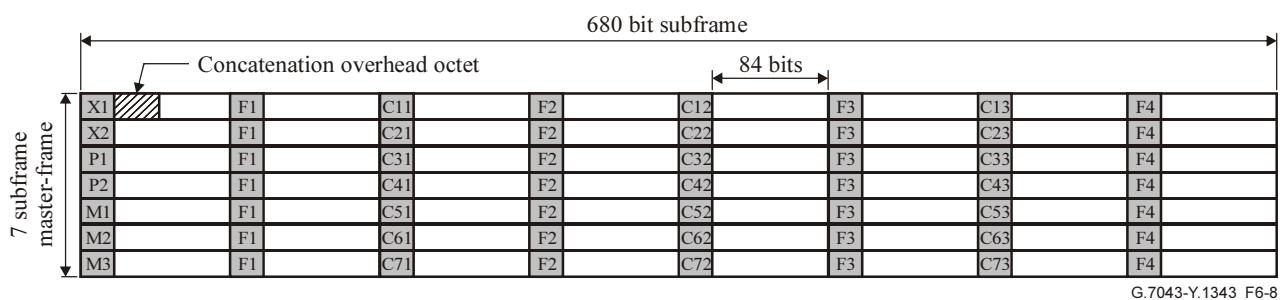 680 bit subframe
Concatenation overhead octet
84 bits
7 subframe
master-frame
X1 F1 C11 F2 C12 F3 C13 F4
X2 F1 C21 F2 C22 F3 C23 F4
P1 F1 C31 F2 C32 F3 C33 F4
P2 F1 C41 F2 C42 F3 C43 F4
M1 F1 C51 F2 C52 F3 C53 F4
M2 F1 C61 F2 C62 F3 C63 F4
M3 F1 C71 F2 C72 F3 C73 F4
G.7043-Y.1343_F6-8